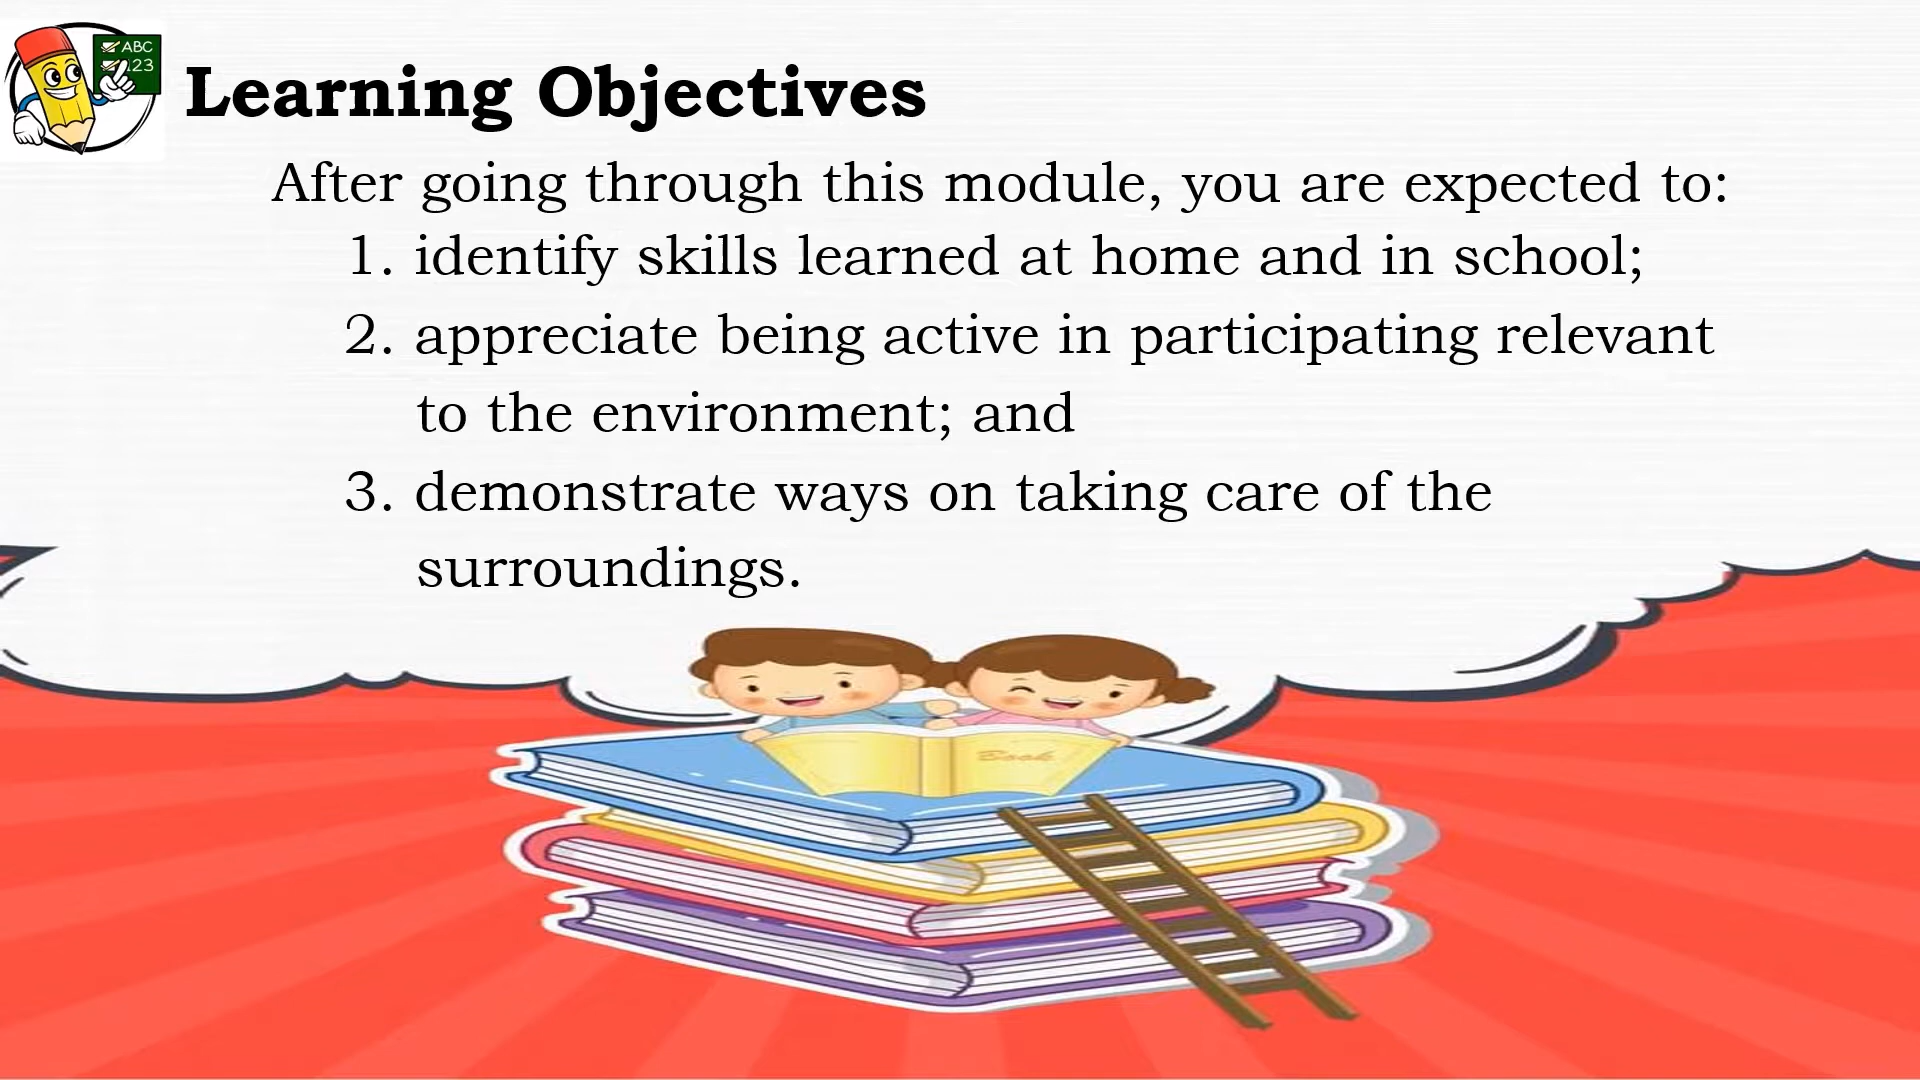 ABC
123
Learning Objectives
After going through this module, you are expected to:
1. identify skills learned at home and in school;
2. appreciate being active in participating relevant
to the environment; and
3. demonstrate ways on taking care of the
surroundings.
Book